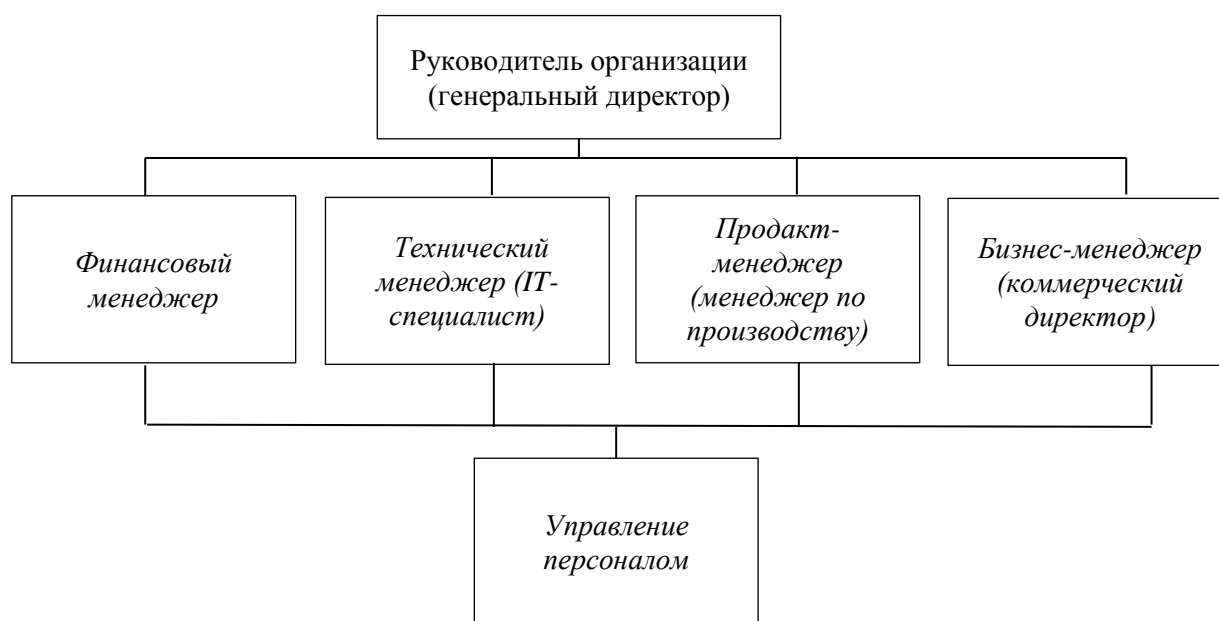 Руководитель организации
(генеральный директор)
Финансовый
менеджер
Технический
менеджер (IT-
специалист)
Продакт-
менеджер
(менеджер по
производству)
Бизнес-менеджер
(коммерческий
директор)
Управление
персоналом